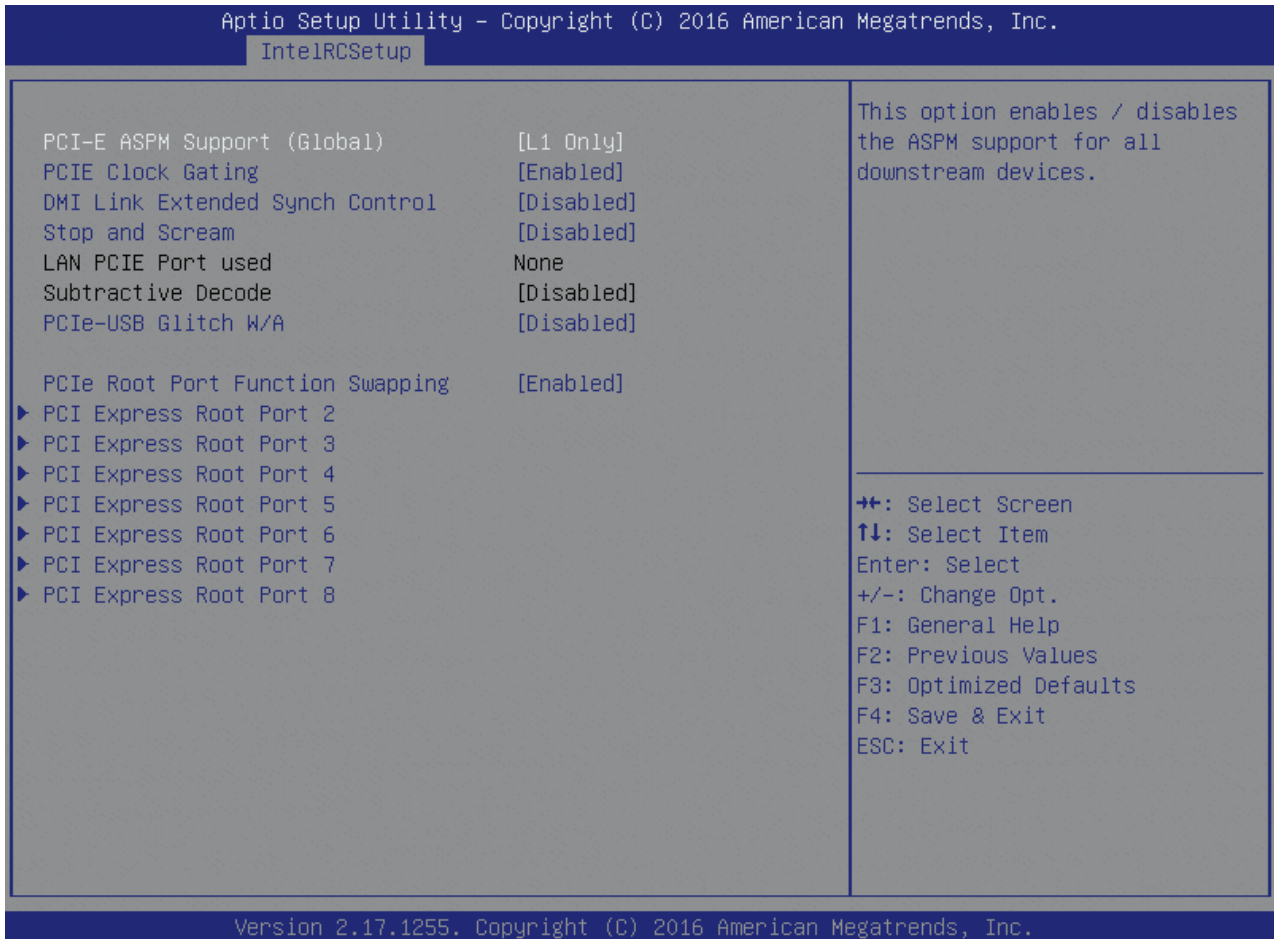 Aptio Setup Utility – Copyright (C) 2016 American Megatrends, Inc.
IntelRCSetup
PCI-E ASPM Support (Global) [L1 Only]
PCIE Clock Gating [Enabled]
DMI Link Extended Synch Control [Disabled]
Stop and Scream [Disabled]
LAN PCIE Port used None
Subtractive Decode [Disabled]
PCIe-USB Glitch W/A [Disabled]
PCIe Root Port Function Swapping [Enabled]
▶ PCI Express Root Port 2
▶ PCI Express Root Port 3
▶ PCI Express Root Port 4
▶ PCI Express Root Port 5
▶ PCI Express Root Port 6
▶ PCI Express Root Port 7
▶ PCI Express Root Port 8
This option enables / disables
the ASPM support for all
downstream devices.
→←: Select Screen
↑↓: Select Item
Enter: Select
+/-: Change Opt.
F1: General Help
F2: Previous Values
F3: Optimized Defaults
F4: Save & Exit
ESC: Exit
Version 2.17.1255. Copyright (C) 2016 American Megatrends, Inc.